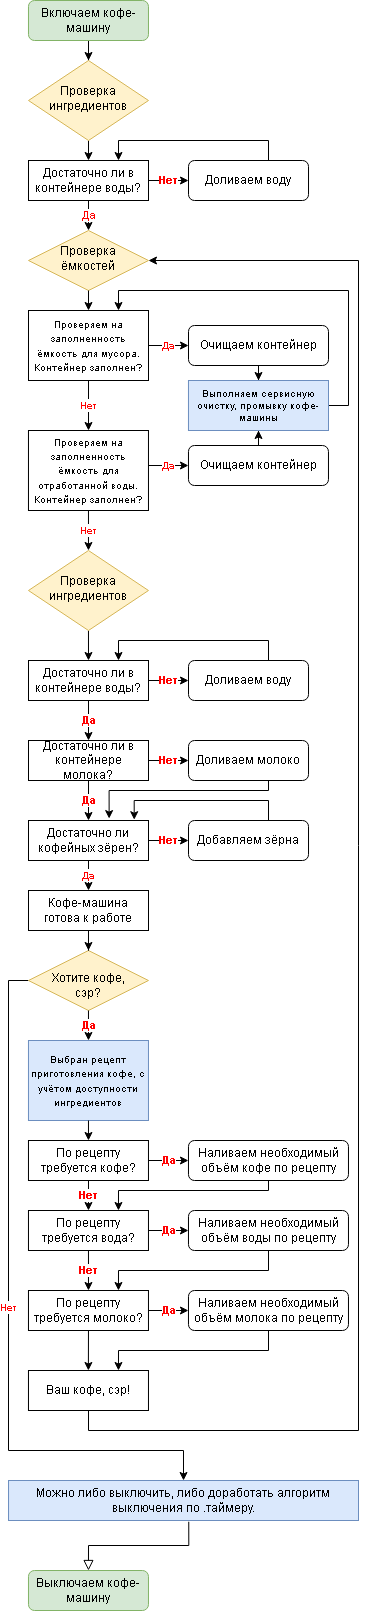 Включаем кофе-
машину
Проверка
ингредиентов
Достаточно ли в
контейнере воды?
Нет
Доливаем воду
Да
Проверка
ёмкостей
Проверяем на
заполненность
ёмкость для мусора.
Контейнер заполнен?
Да
Очищаем контейнер
Выполняем сервисную
очистку, промывку кофе-
машины
Нет
Проверяем на
заполненность
ёмкость для
отработанной воды.
Контейнер заполнен?
Да
Очищаем контейнер
Нет
Проверка
ингредиентов
Достаточно ли в
контейнере воды?
Нет
Доливаем воду
Да
Достаточно ли в
контейнере
молока?
Нет
Доливаем молоко
Да
Достаточно ли
кофейных зёрен?
Нет
Добавляем зёрна
Да
Кофе-машина
готова к работе
Хотите кофе,
сэр?
Да
Выбран рецепт
приготовления кофе, с
учётом доступности
ингредиентов
По рецепту
требуется кофе?
Да
Наливаем необходимый
объём кофе по рецепту
Нет
По рецепту
требуется вода?
Да
Наливаем необходимый
объём воды по рецепту
Нет
По рецепту
требуется молоко?
Да
Наливаем необходимый
объём молока по рецепту
Нет
Ваш кофе, сэр!
Можно либо выключить, либо доработать алгоритм
выключения по .таймеру.
Выключаем кофе-
машину